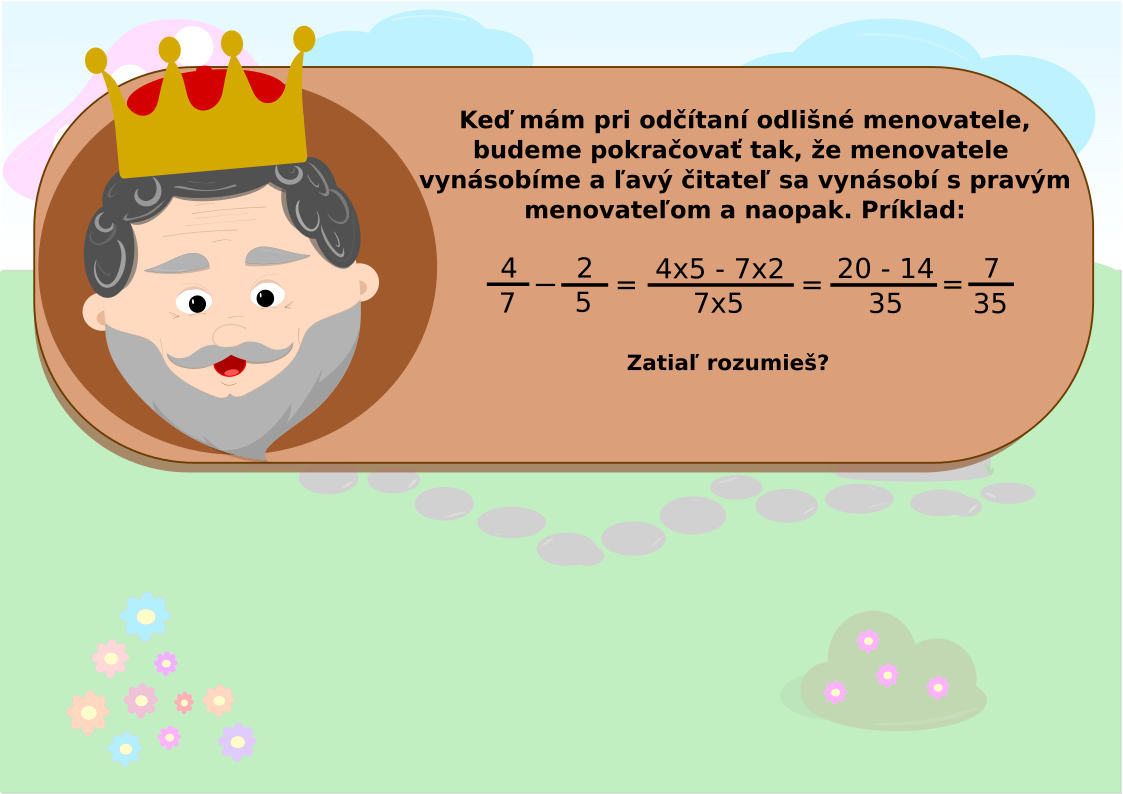 Keď mám pri odčítaní odlišné menovatele,
budeme pokračovať tak, že menovatele
vynásobíme a ľavý čitateľ sa vynásobí s pravým
menovateľom a naopak. Príklad:
4/7 − 2/5 = 4x5 - 7x2/7x5 = 20 - 14/35 = 7/35
Zatiaľ rozumieš?